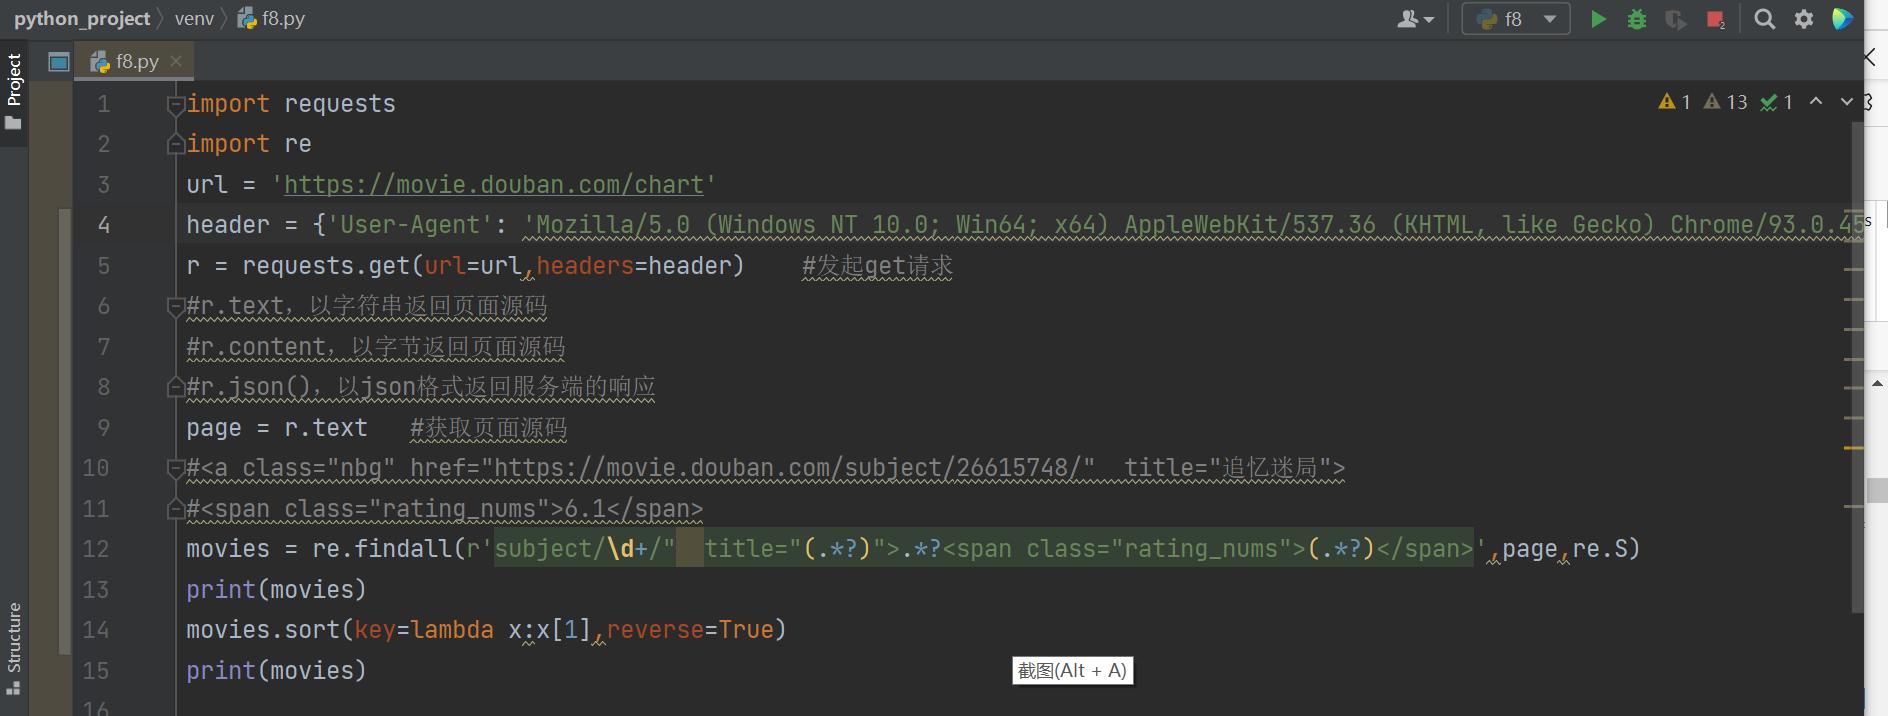 python_project venv f8.py
f8
Project
f8.py
1 13 1
1 import requests
2 import re
3 url = 'https://movie.douban.com/chart'
4 header = {'User-Agent': 'Mozilla/5.0 (Windows NT 10.0; Win64; x64) AppleWebKit/537.36 (KHTML, like Gecko) Chrome/93.0.45
5 r = requests.get(url=url,headers=header) #发起get请求
6 #r.text，以字符串返回页面源码
7 #r.content，以字节返回页面源码
8 #r.json()，以json格式返回服务端的响应
9 page = r.text #获取页面源码
10 #<a class="nbg" href="https://movie.douban.com/subject/26615748/"  title="追忆迷局">
11 #<span class="rating_nums">6.1</span>
12 movies = re.findall(r'subject/\d+/"  title="(.*?)">.*?<span class="rating_nums">(.*?)</span>',page,re.S)
13 print(movies)
14 movies.sort(key=lambda x:x[1],reverse=True)
15 print(movies)
16
Structure
截图(Alt + A)